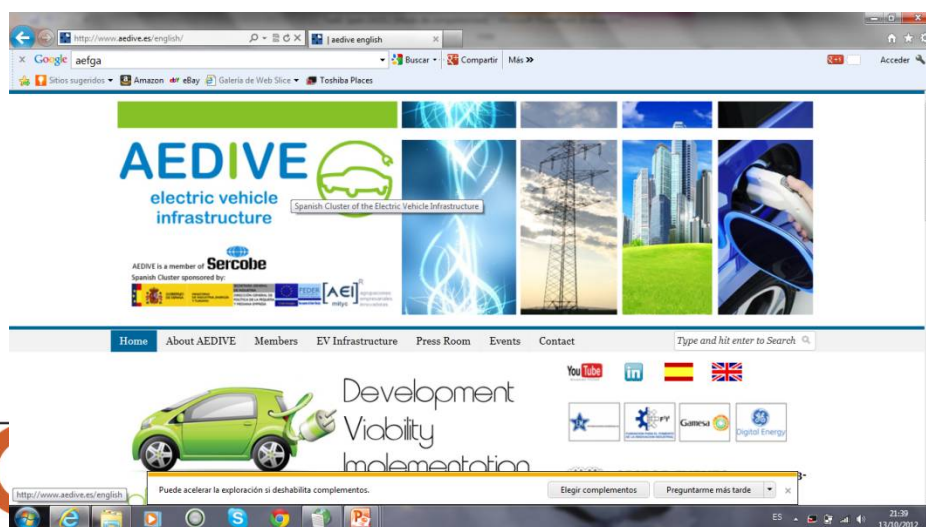 http://www.aedive.es/english/
| aedive english
Google aefga
Buscar
Compartir
Más »
Acceder
Sitios sugeridos
Amazon
eBay
Galería de Web Slice
Toshiba Places
AEDIVE
electric vehicle
infrastructure
Spanish Cluster of the Electric Vehicle Infrastructure
AEDIVE is a member of Sercobe
Spanish Cluster sponsored by:
FEDER
[AEI]
mityc
Home
About AEDIVE
Members
EV Infrastructure
Press Room
Events
Contact
Type and hit enter to Search
You Tube
in
Development
Viability
Implementation
Gamesa
Digital Energy
Puede acelerar la exploración si deshabilita complementos.
Elegir complementos
Preguntarme más tarde
http://www.aedive.es/english
ES
21:39
13/10/2012